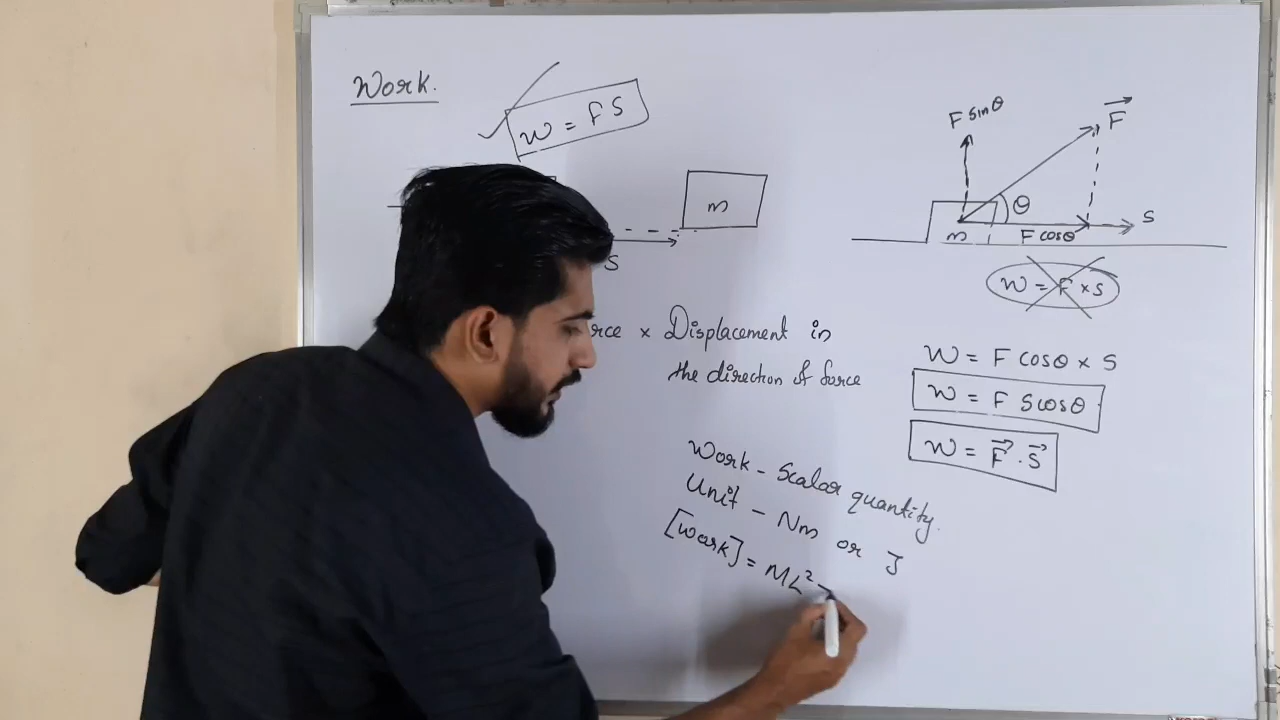 Work.
W = F S
m
S
rce × Displacement in
the direction of force
F sinθ
F
θ
S
m
F cosθ
W = F × S
W = F cosθ × S
W = F S cosθ
W = F⃗ . S⃗
Work - Scalar quantity.
Unit - Nm or J
[Work] = ML²